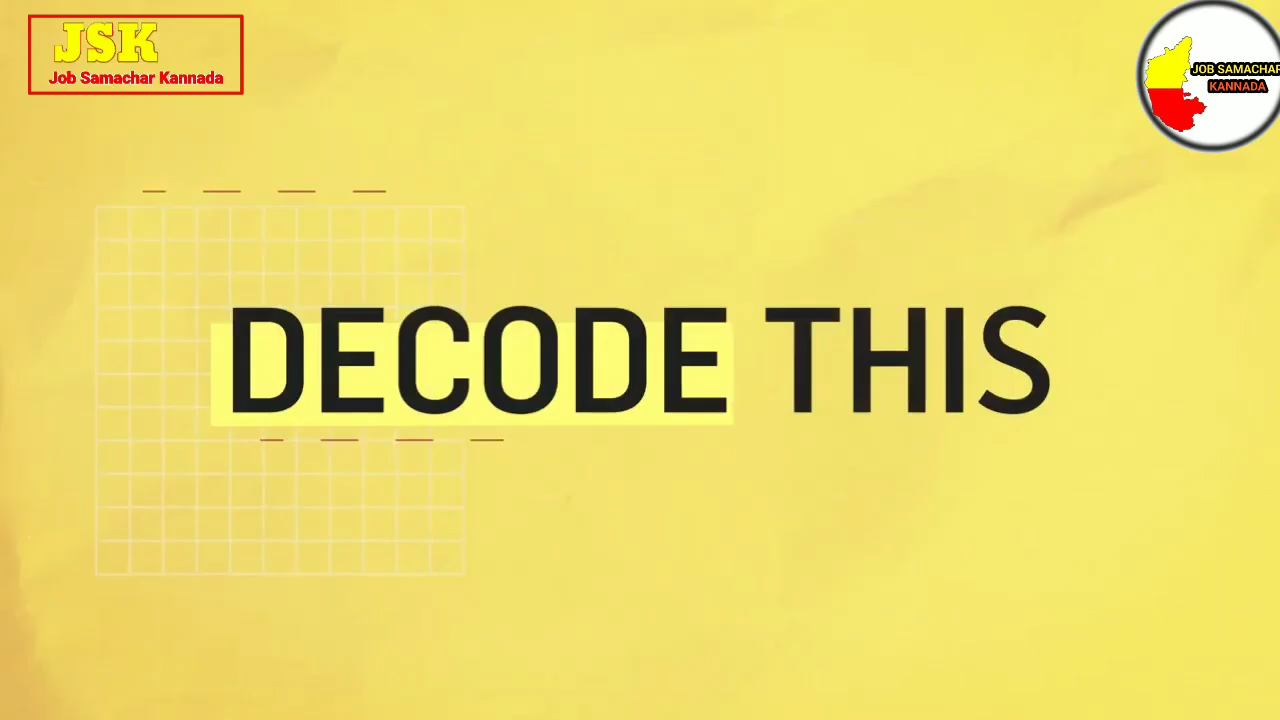 JSK
Job Samachar Kannada
JOB SAMACHAR
KANNADA
DECODE THIS